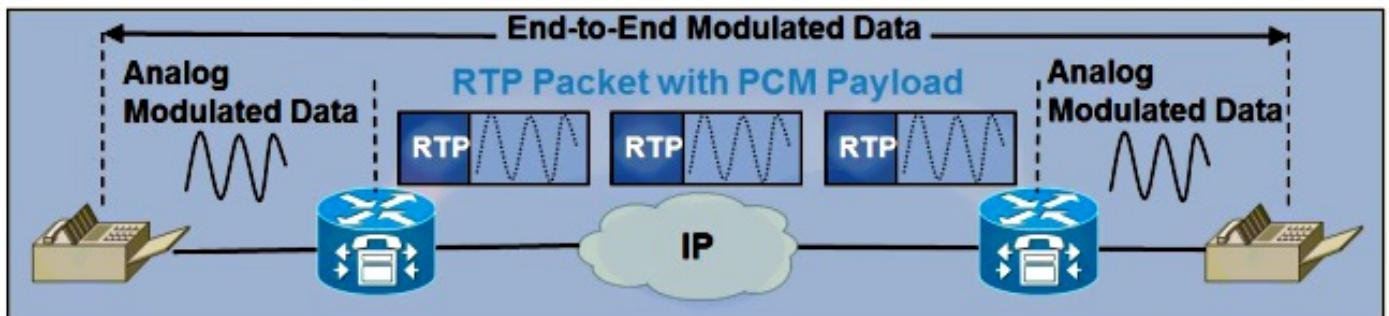 End-to-End Modulated Data
Analog
Modulated Data
RTP Packet with PCM Payload
Analog
Modulated Data
RTP
RTP
RTP
IP